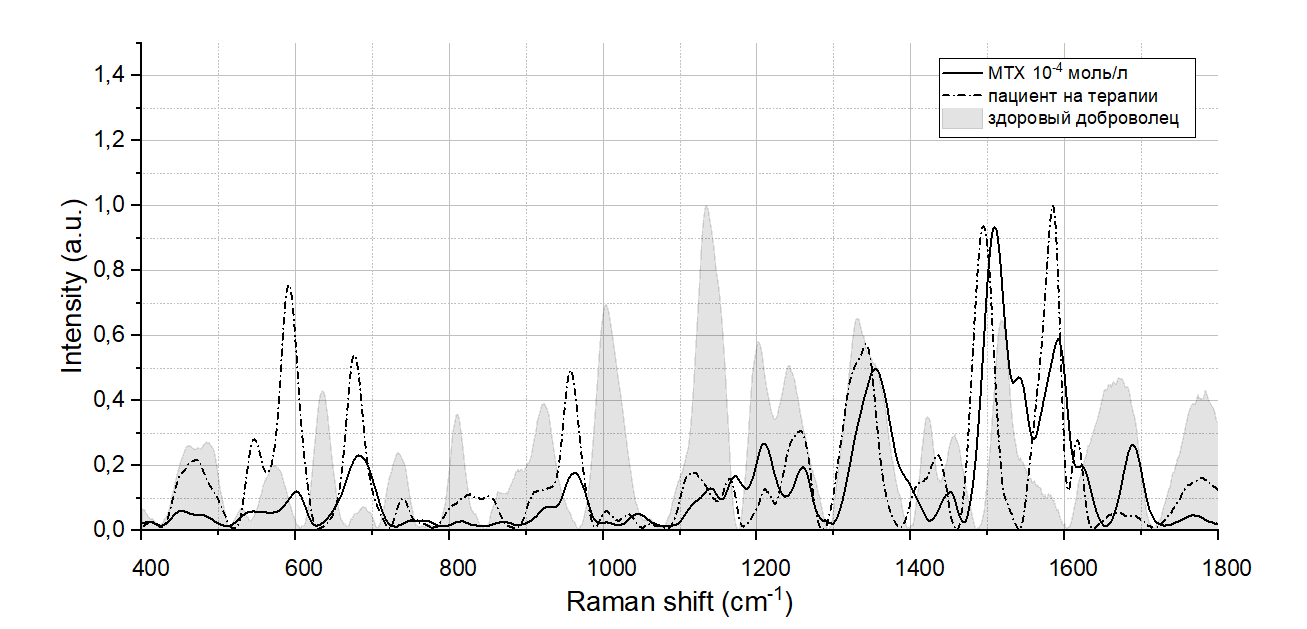 1,4
1,2
1,0
0,8
0,6
0,4
0,2
0,0
Intensity (a.u.)
MTX 10⁻⁴ моль/л
пациент на терапии
здоровый доброволец
400 600 800 1000 1200 1400 1600 1800
Raman shift (cm⁻¹)